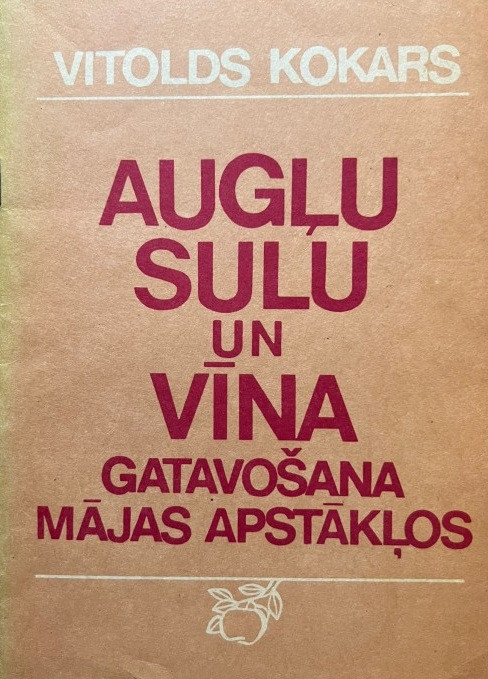 VITOLDS KOKARS
AUGĻU
SULU
UN
VĪNA
GATAVOŠANA
MĀJAS APSTĀKĻOS